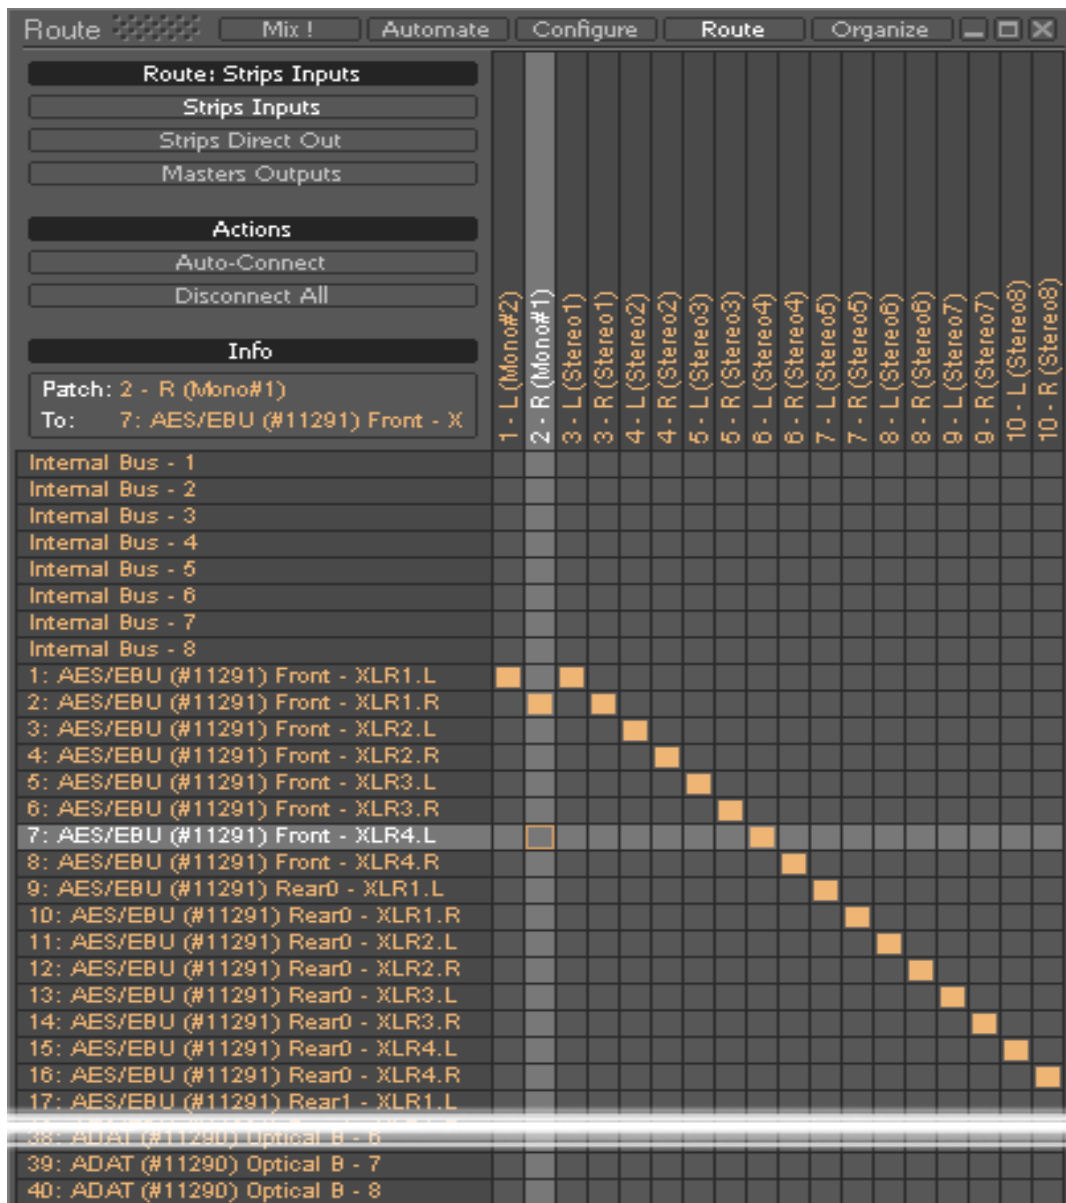 Route Mix ! Automate Configure Route Organize
Route: Strips Inputs
Strips Inputs
Strips Direct Out
Masters Outputs
Actions
Auto-Connect
Disconnect All
Info
Patch: 2 - R (Mono#1)
To: 7: AES/EBU (#11291) Front - X
1 - L (Mono#2)
2 - R (Mono#1)
3 - L (Stereo1)
3 - R (Stereo1)
4 - L (Stereo2)
4 - R (Stereo2)
5 - L (Stereo3)
5 - R (Stereo3)
6 - L (Stereo4)
6 - R (Stereo4)
7 - L (Stereo5)
7 - R (Stereo5)
8 - L (Stereo6)
8 - R (Stereo6)
9 - L (Stereo7)
9 - R (Stereo7)
10 - L (Stereo8)
10 - R (Stereo8)
Internal Bus - 1
Internal Bus - 2
Internal Bus - 3
Internal Bus - 4
Internal Bus - 5
Internal Bus - 6
Internal Bus - 7
Internal Bus - 8
1: AES/EBU (#11291) Front - XLR1.L
2: AES/EBU (#11291) Front - XLR1.R
3: AES/EBU (#11291) Front - XLR2.L
4: AES/EBU (#11291) Front - XLR2.R
5: AES/EBU (#11291) Front - XLR3.L
6: AES/EBU (#11291) Front - XLR3.R
7: AES/EBU (#11291) Front - XLR4.L
8: AES/EBU (#11291) Front - XLR4.R
9: AES/EBU (#11291) Rear0 - XLR1.L
10: AES/EBU (#11291) Rear0 - XLR1.R
11: AES/EBU (#11291) Rear0 - XLR2.L
12: AES/EBU (#11291) Rear0 - XLR2.R
13: AES/EBU (#11291) Rear0 - XLR3.L
14: AES/EBU (#11291) Rear0 - XLR3.R
15: AES/EBU (#11291) Rear0 - XLR4.L
16: AES/EBU (#11291) Rear0 - XLR4.R
17: AES/EBU (#11291) Rear1 - XLR1.L
38: ADAT (#11290) Optical B - 6
39: ADAT (#11290) Optical B - 7
40: ADAT (#11290) Optical B - 8